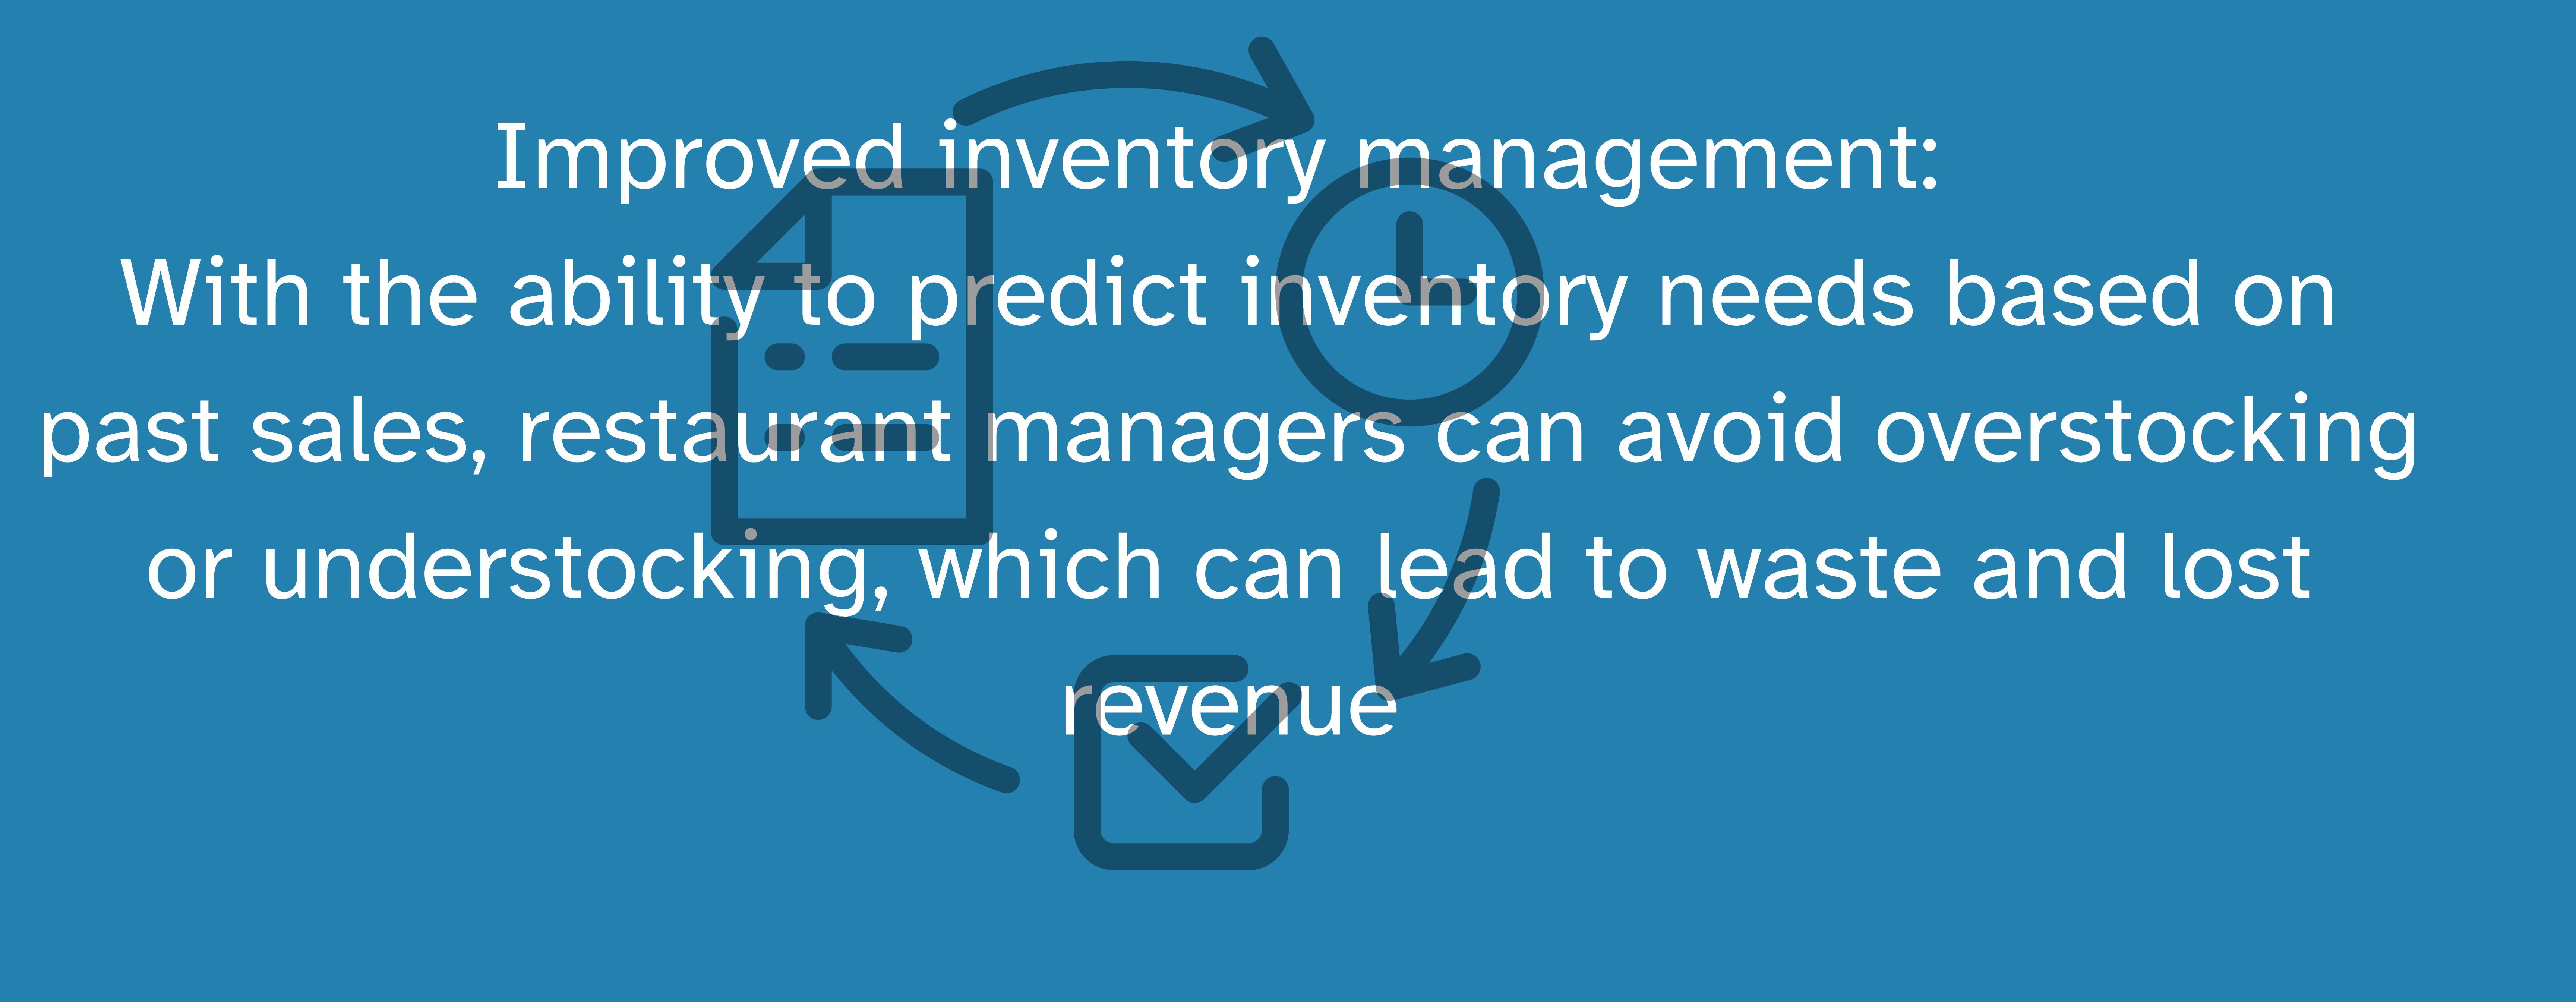 Improved inventory management:
With the ability to predict inventory needs based on
past sales, restaurant managers can avoid overstocking
or understocking, which can lead to waste and lost
revenue